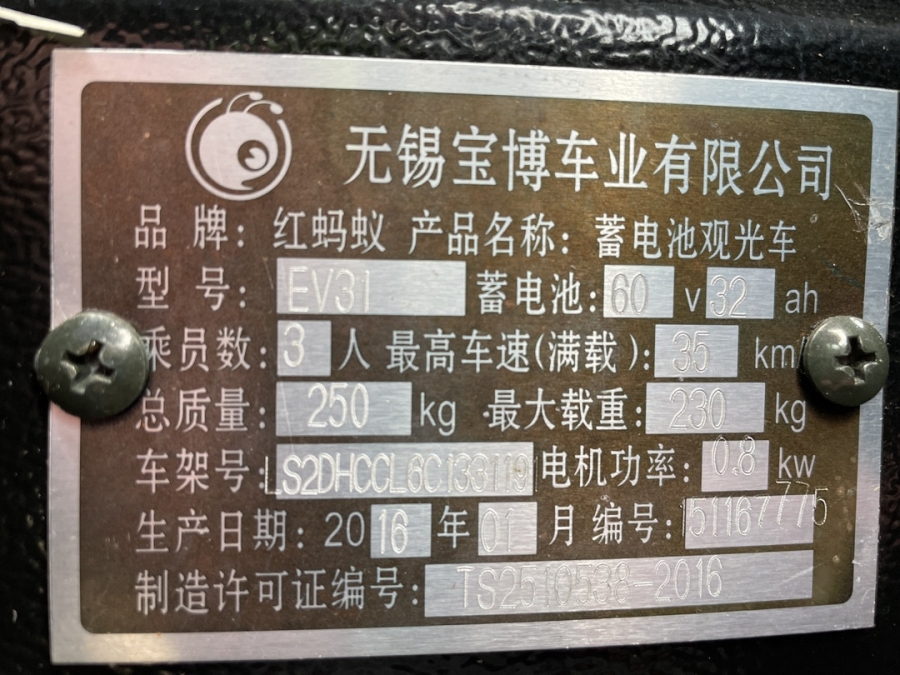 无锡宝博车业有限公司
品 牌: 红蚂蚁 产品名称: 蓄电池观光车
型 号: EV31 蓄电池: 60 v 32 ah
乘员数: 3 人 最高车速(满载): 35 km/
总质量: 250 kg 最大载重: 230 kg
车架号: LS2DHCCL6C133119 电机功率: 0.8 kw
生产日期: 2016 年 01 月 编号: 51167775
制造许可证编号: TS2510538-2016